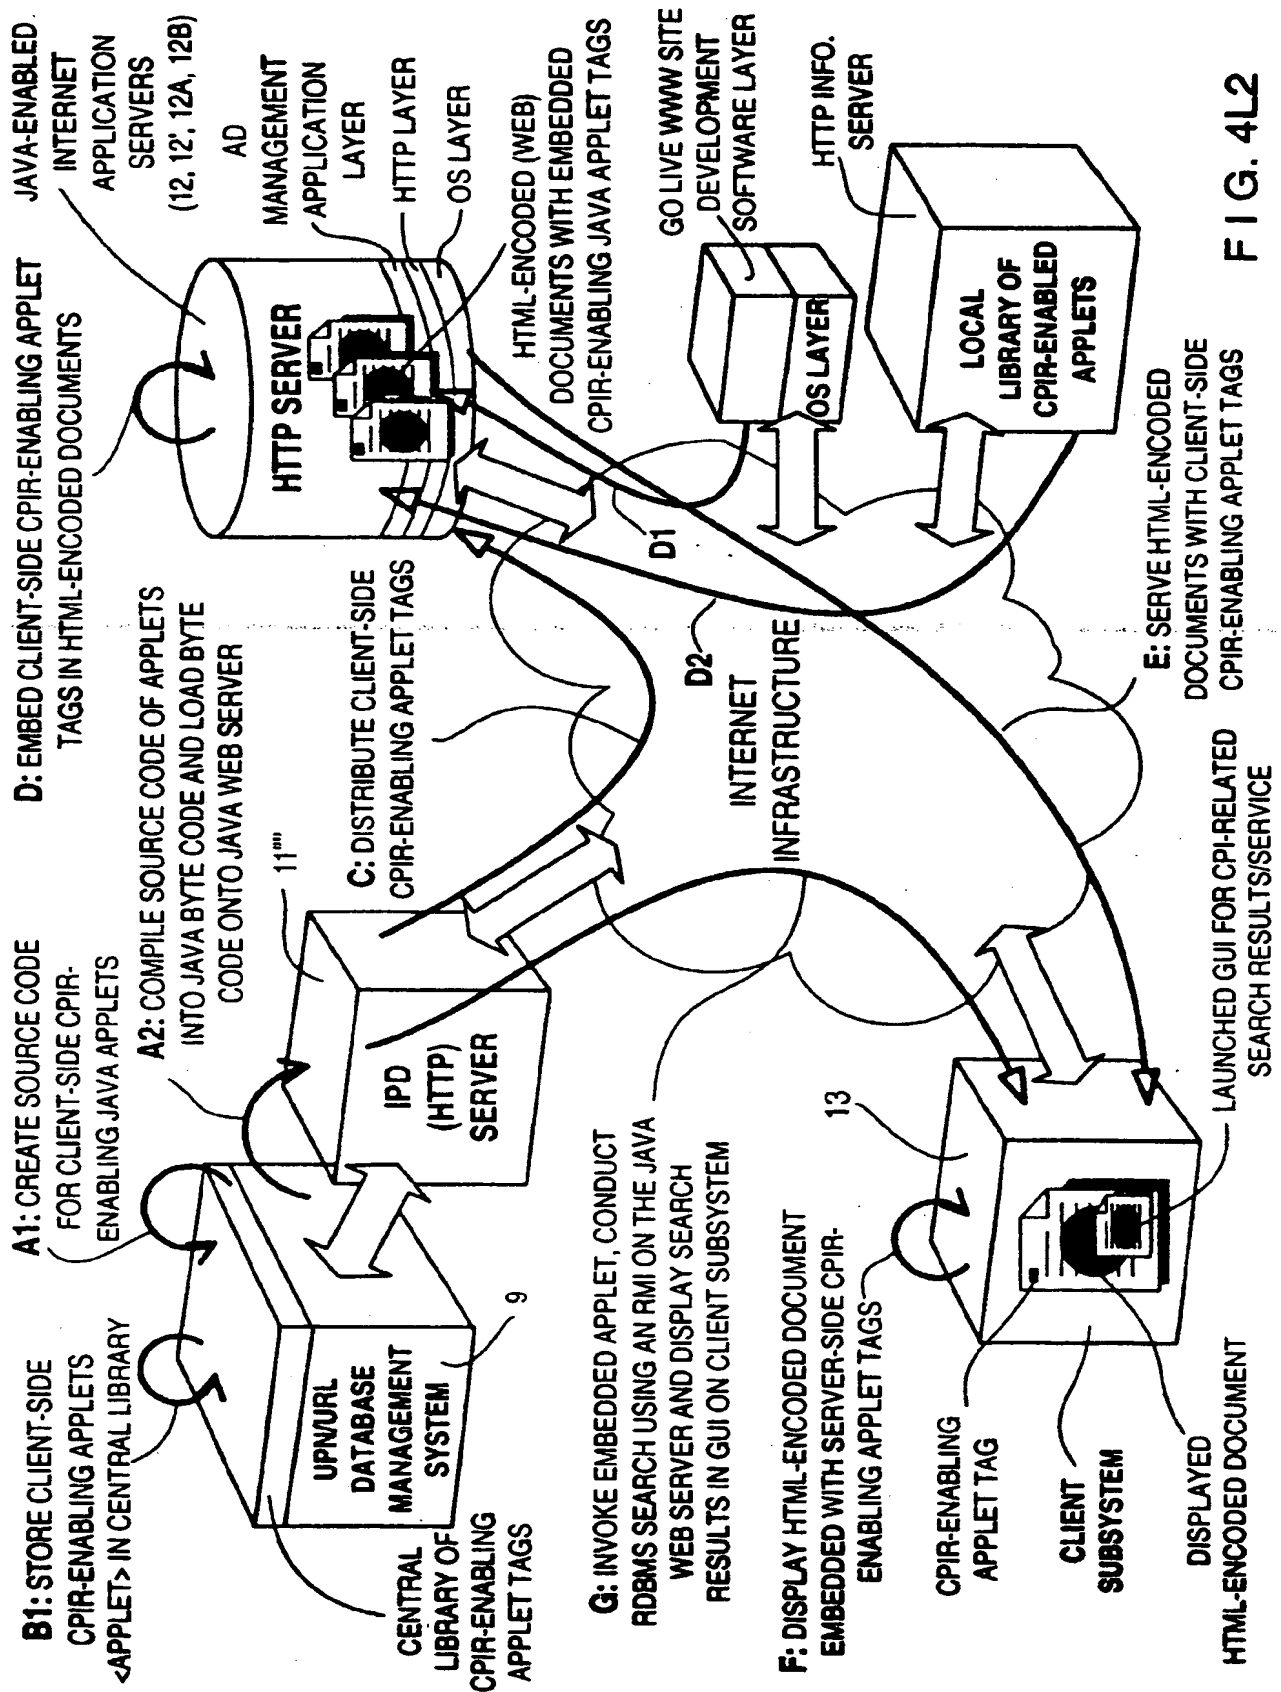 B1: STORE CLIENT-SIDE
CPIR-ENABLING APPLETS
<APPLET> IN CENTRAL LIBRARY
A1: CREATE SOURCE CODE
FOR CLIENT-SIDE CPIR-
ENABLING JAVA APPLETS
A2: COMPILE SOURCE CODE OF APPLETS
INTO JAVA BYTE CODE AND LOAD BYTE
CODE ONTO JAVA WEB SERVER
D: EMBED CLIENT-SIDE CPIR-ENABLING APPLET
TAGS IN HTML-ENCODED DOCUMENTS
JAVA-ENABLED
INTERNET
APPLICATION
SERVERS
(12, 12', 12A, 12B)
AD
MANAGEMENT
APPLICATION
LAYER
HTTP LAYER
OS LAYER
HTTP SERVER
HTML-ENCODED (WEB)
DOCUMENTS WITH EMBEDDED
CPIR-ENABLING JAVA APPLET TAGS
11""
C: DISTRIBUTE CLIENT-SIDE
CPIR-ENABLING APPLET TAGS
IPD
(HTTP)
SERVER
UPN/URL
DATABASE
MANAGEMENT
SYSTEM
9
CENTRAL
LIBRARY OF
CPIR-ENABLING
APPLET TAGS
D1
D2
INTERNET
INFRASTRUCTURE
GO LIVE WWW SITE
DEVELOPMENT
SOFTWARE LAYER
OS LAYER
HTTP INFO.
SERVER
LOCAL
LIBRARY OF
CPIR-ENABLED
APPLETS
G: INVOKE EMBEDDED APPLET, CONDUCT
RDBMS SEARCH USING AN RMI ON THE JAVA
WEB SERVER AND DISPLAY SEARCH
RESULTS IN GUI ON CLIENT SUBSYSTEM
F: DISPLAY HTML-ENCODED DOCUMENT
EMBEDDED WITH SERVER-SIDE CPIR-
ENABLING APPLET TAGS
13
CPIR-ENABLING
APPLET TAG
CLIENT
SUBSYSTEM
DISPLAYED
HTML-ENCODED DOCUMENT
LAUNCHED GUI FOR CPI-RELATED
SEARCH RESULTS/SERVICE
E: SERVE HTML-ENCODED
DOCUMENTS WITH CLIENT-SIDE
CPIR-ENABLING APPLET TAGS
FIG. 4L2